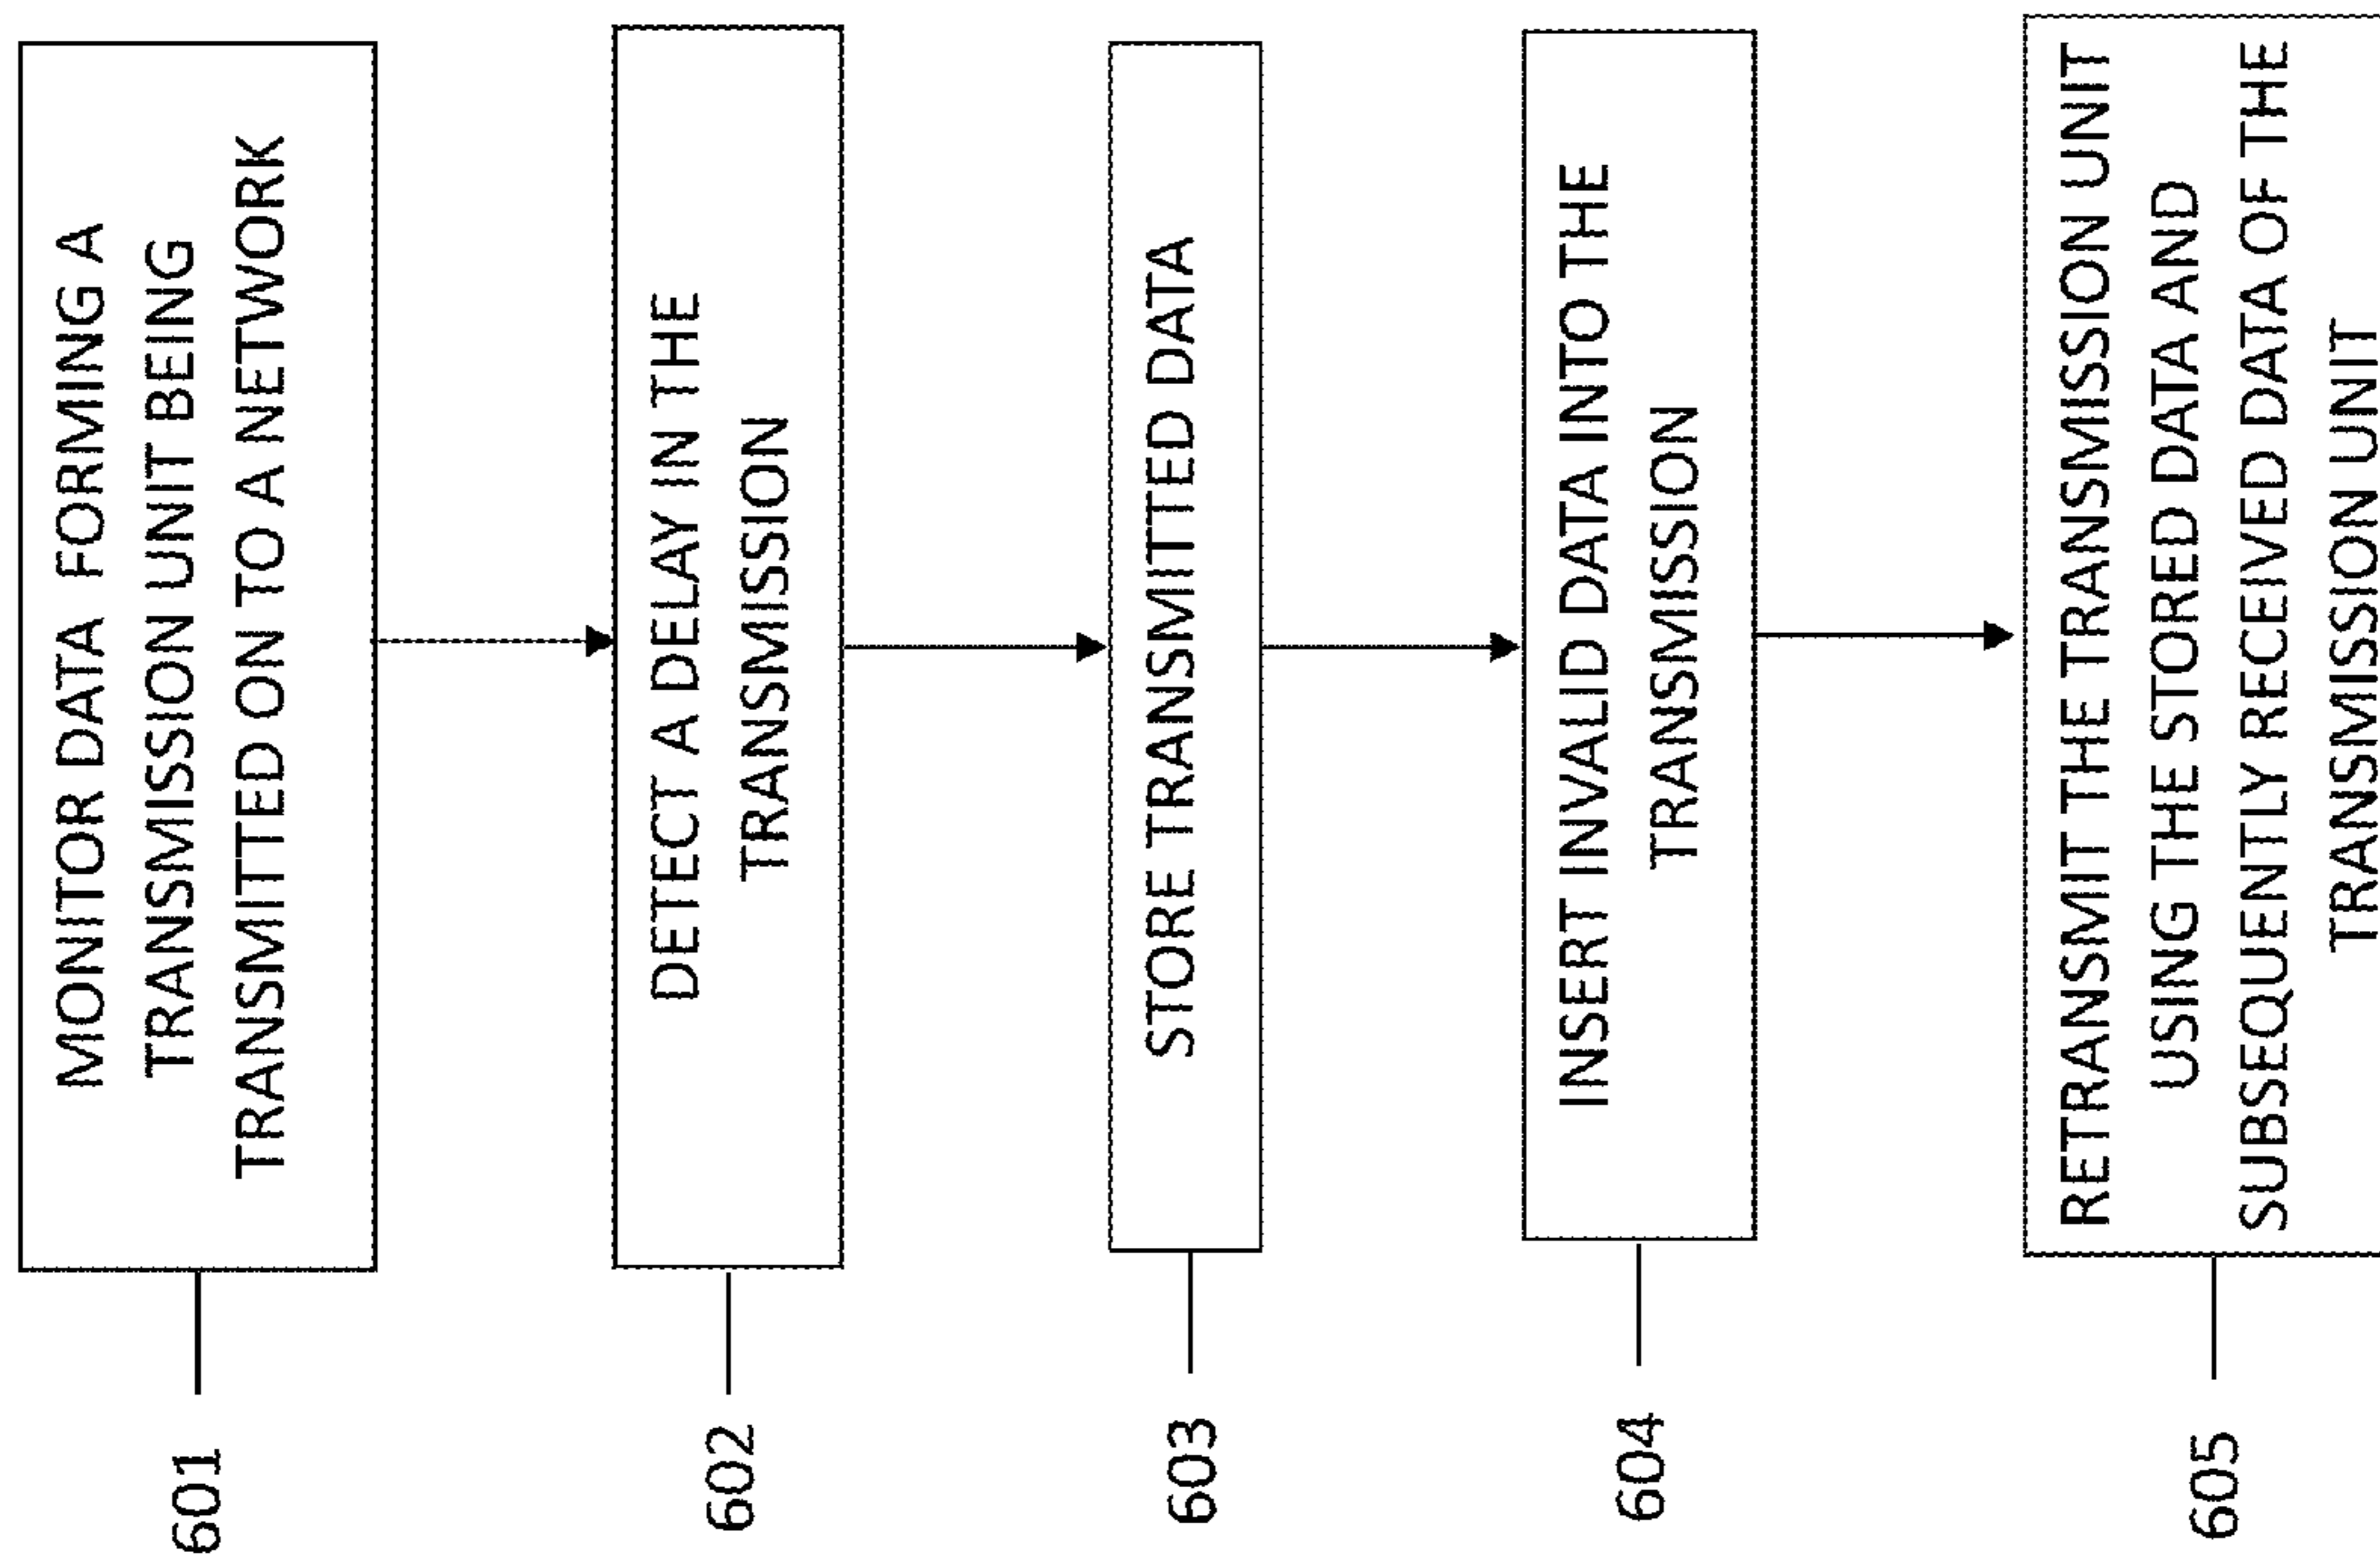 601
MONITOR DATA FORMING A
TRANSMISSION UNIT BEING
TRANSMITTED ON TO A NETWORK
602
DETECT A DELAY IN THE
TRANSMISSION
603
STORE TRANSMITTED DATA
604
INSERT INVALID DATA INTO THE
TRANSMISSION
605
RETRANSMIT THE TRANSMISSION UNIT
USING THE STORED DATA AND
SUBSEQUENTLY RECEIVED DATA OF THE
TRANSMISSION UNIT